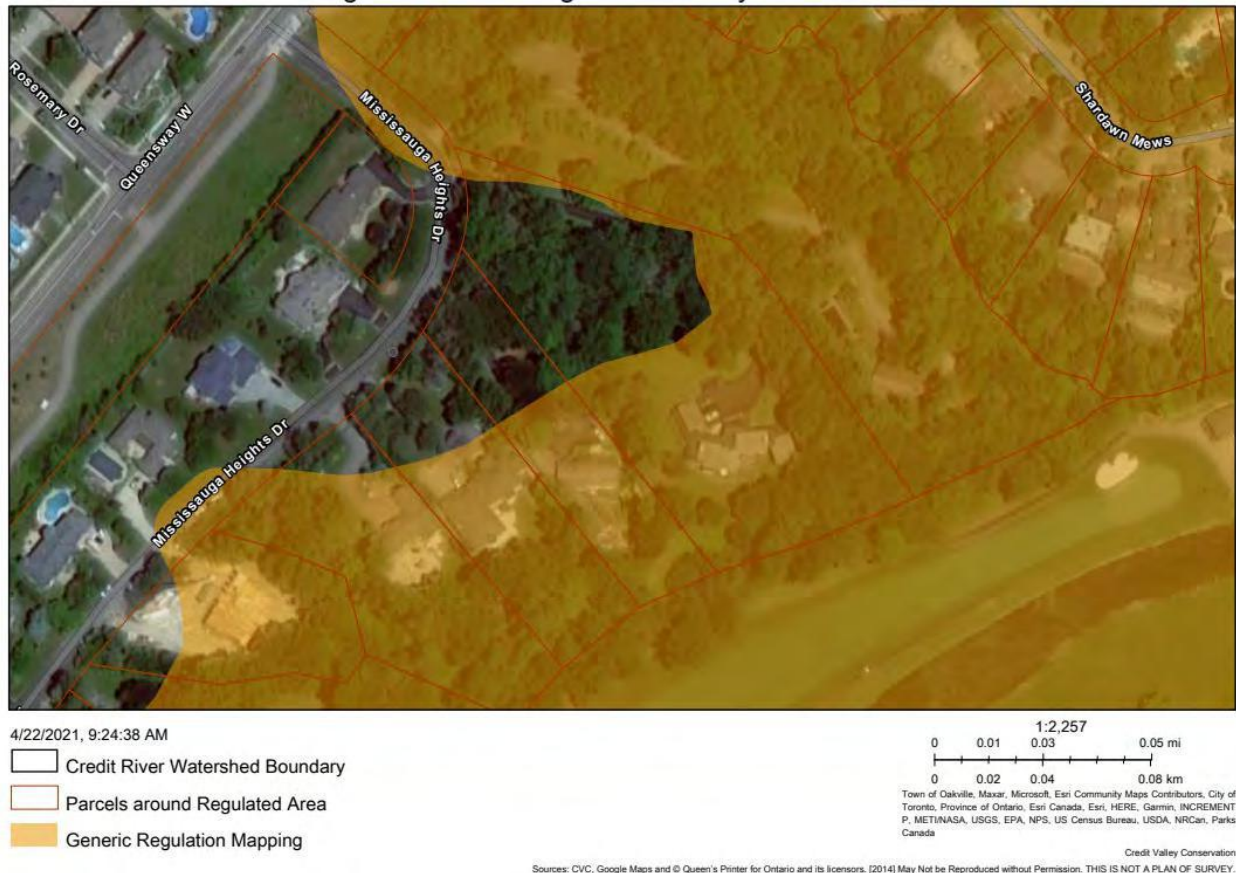 Rosemary Dr
Queensway W
Mississauga Heights Dr
Mississauga Heights Dr
Shardawn Mews
4/22/2021, 9:24:38 AM
Credit River Watershed Boundary
Parcels around Regulated Area
Generic Regulation Mapping
1:2,257
0 0.01 0.03 0.05 mi
0 0.02 0.04 0.08 km
Town of Oakville, Maxar, Microsoft, Esri Community Maps Contributors, City of
Toronto, Province of Ontario, Esri Canada, Esri, HERE, Garmin, INCREMENT
P, METI/NASA, USGS, EPA, NPS, US Census Bureau, USDA, NRCan, Parks
Canada
Credit Valley Conservation
Sources: CVC, Google Maps and © Queen's Printer for Ontario and its licensors. [2014] May Not be Reproduced without Permission. THIS IS NOT A PLAN OF SURVEY.